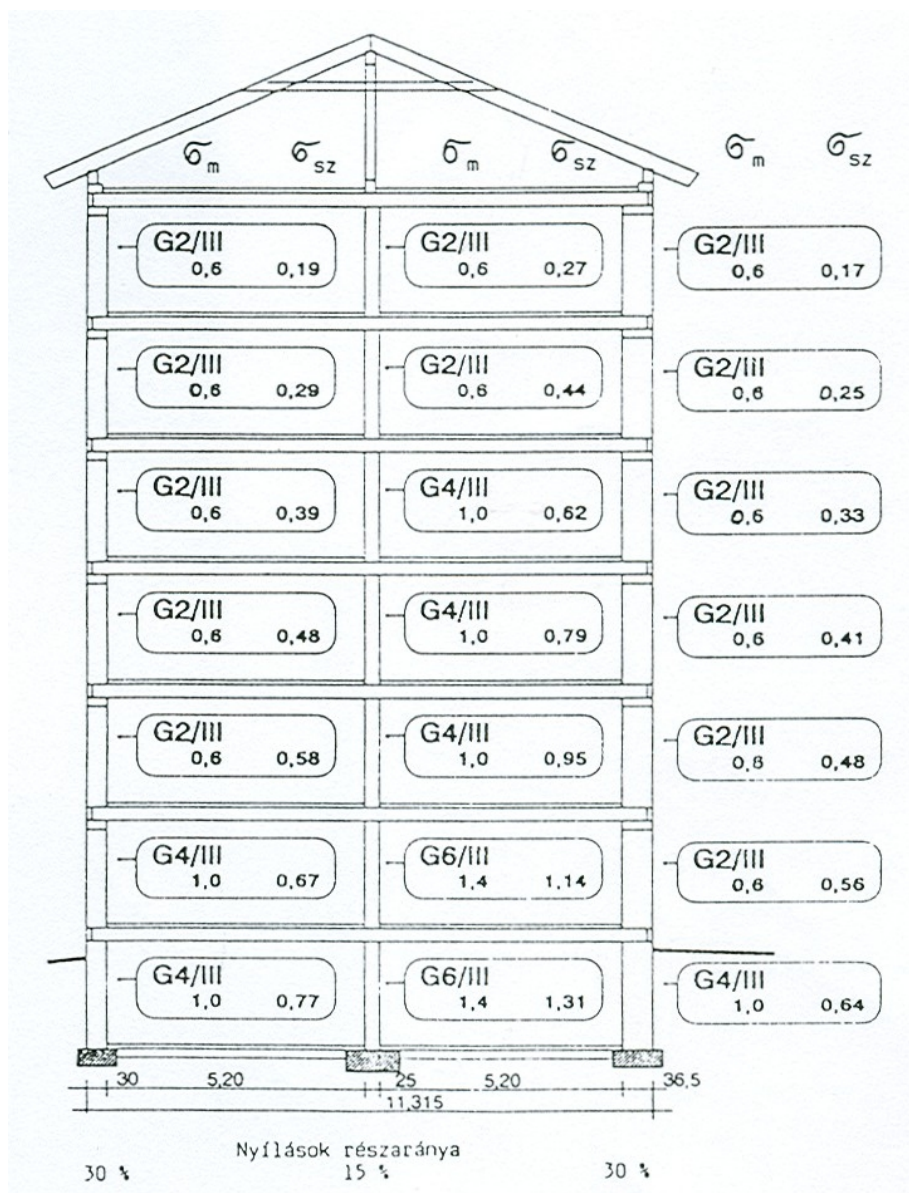 σm σsz σm σsz σm σsz
G2/III G2/III G2/III
0,6 0,19 0,6 0,27 0,6 0,17
G2/III G2/III G2/III
0,6 0,29 0,6 0,44 0,6 0,25
G2/III G4/III G2/III
0,6 0,39 1,0 0,62 0,6 0,33
G2/III G4/III G2/III
0,6 0,48 1,0 0,79 0,6 0,41
G2/III G4/III G2/III
0,6 0,58 1,0 0,95 0,6 0,48
G4/III G6/III G2/III
1,0 0,67 1,4 1,14 0,6 0,56
G4/III G6/III G4/III
1,0 0,77 1,4 1,31 1,0 0,64
30 5,20 25 5,20 36,5
11,315
Nyílások részaránya
30 % 15 % 30 %